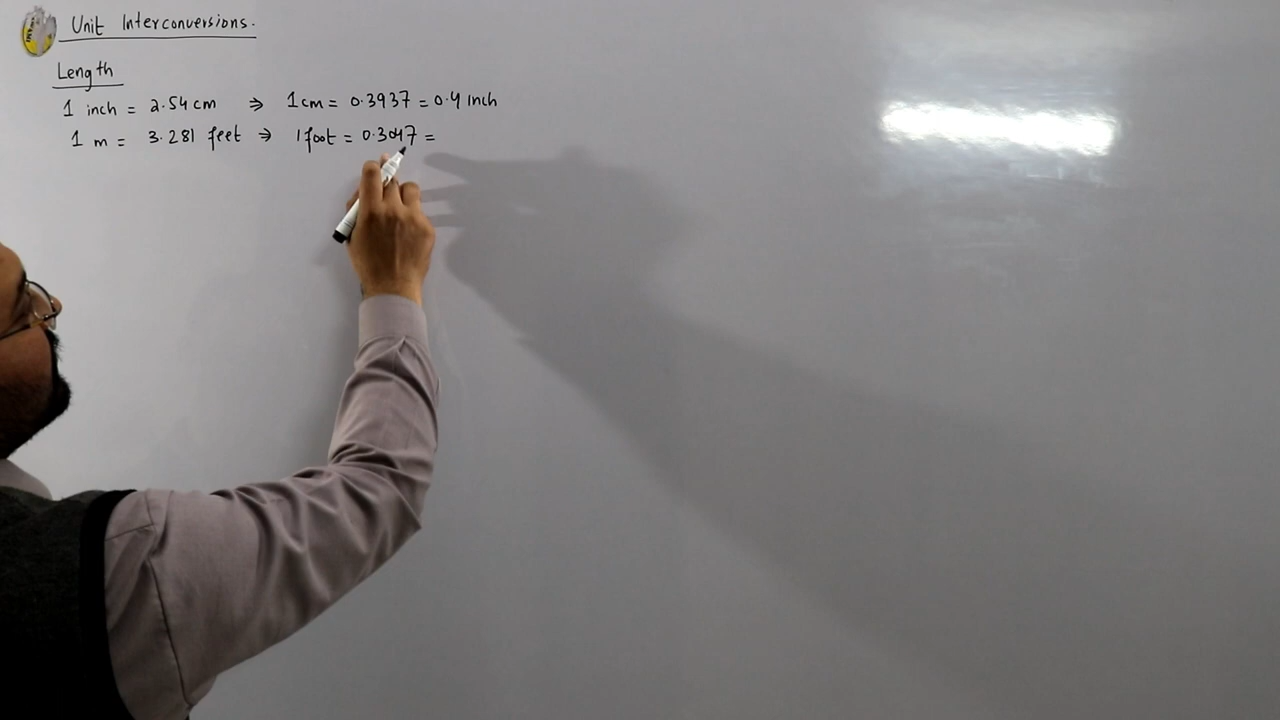 Unit Interconversions.
Length
1 inch = 2.54 cm ⇒ 1 cm = 0.3937 = 0.4 inch
1 m = 3.281 feet ⇒ 1 foot = 0.3047 =